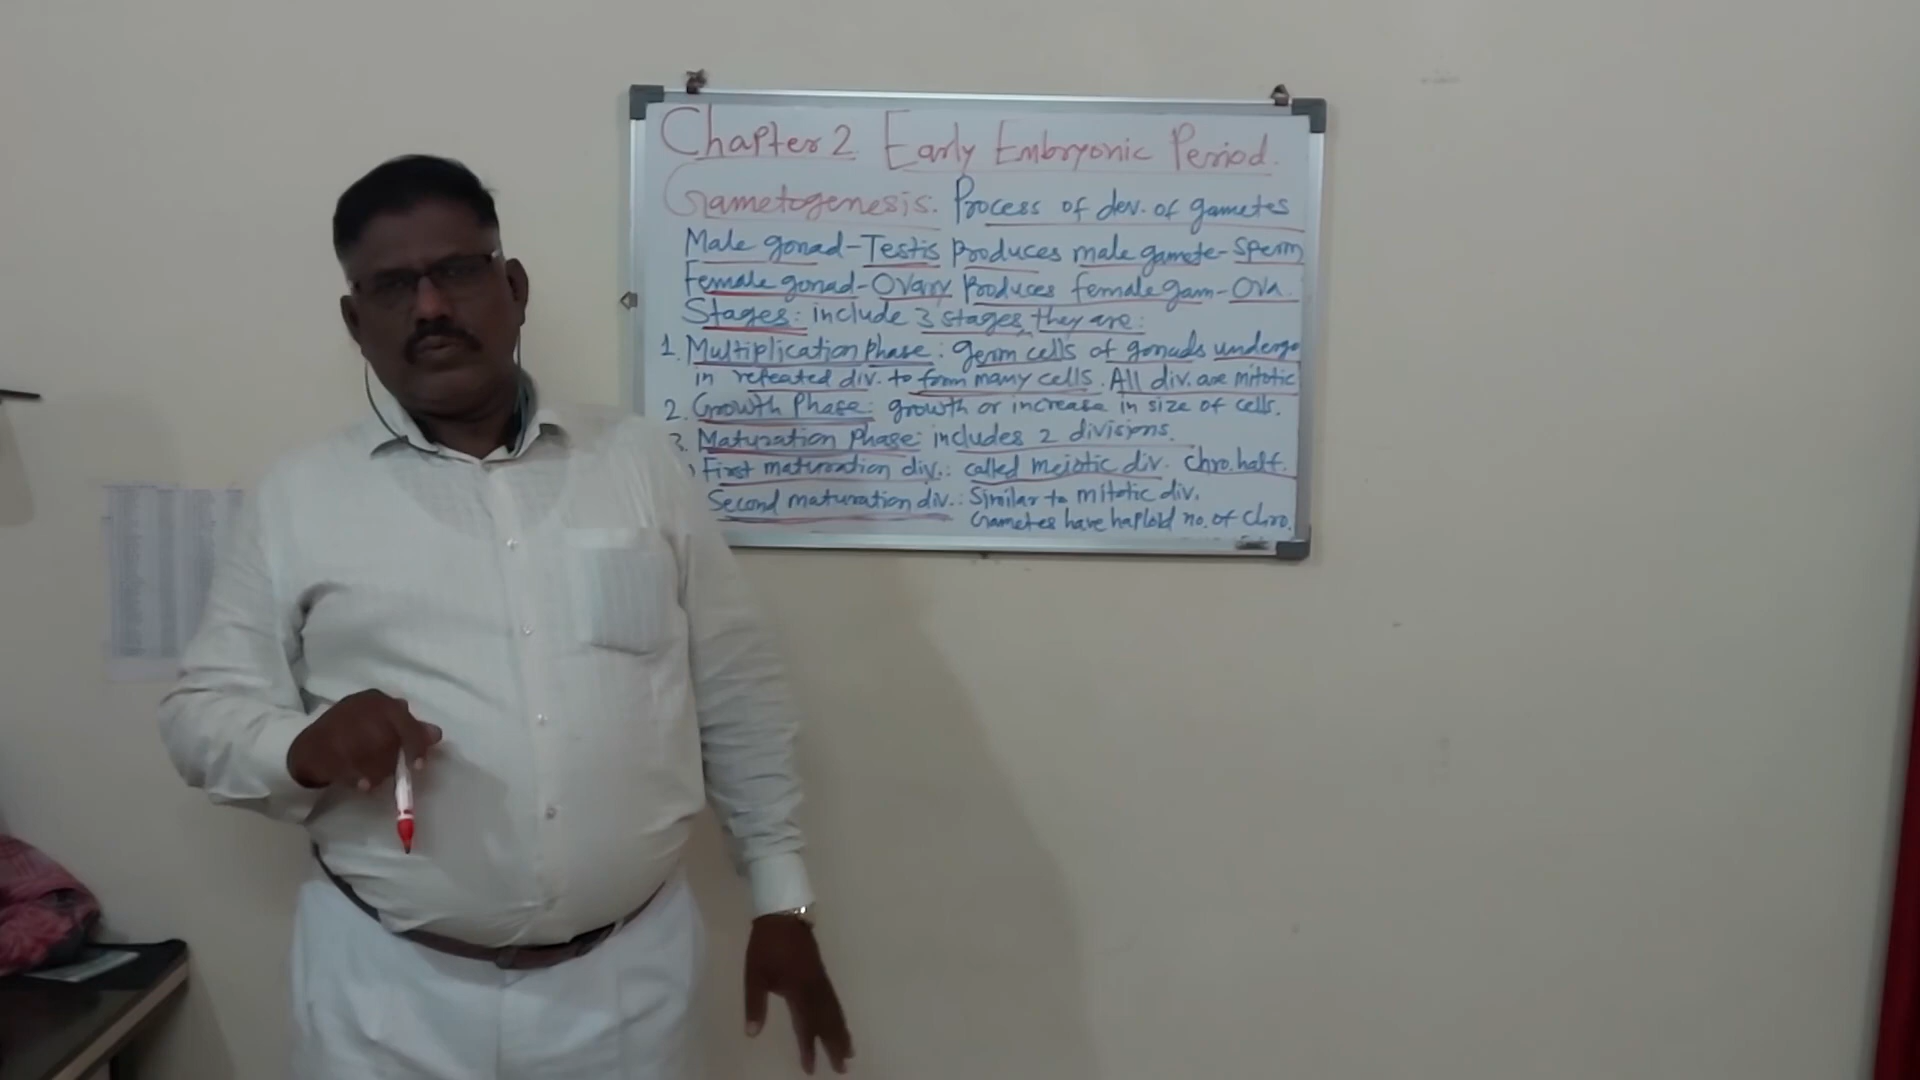 Chapter 2 Early Embryonic Period.
Gametogenesis. Process of dev. of gametes
Male gonad-Testis produces male gamete-Sperm
Female gonad-Ovary produces female gam-Ova.
Stages: include 3 stages, they are:
1. Multiplication phase: germ cells of gonads undergo
in repeated div. to form many cells. All div. are mitotic
2. Growth Phase: growth or increase in size of cells.
3. Maturation Phase: includes 2 divisions.
First maturation div.: called meiotic div. Chro. half.
Second maturation div.: Similar to mitotic div.
Gametes have haploid no. of Chro.